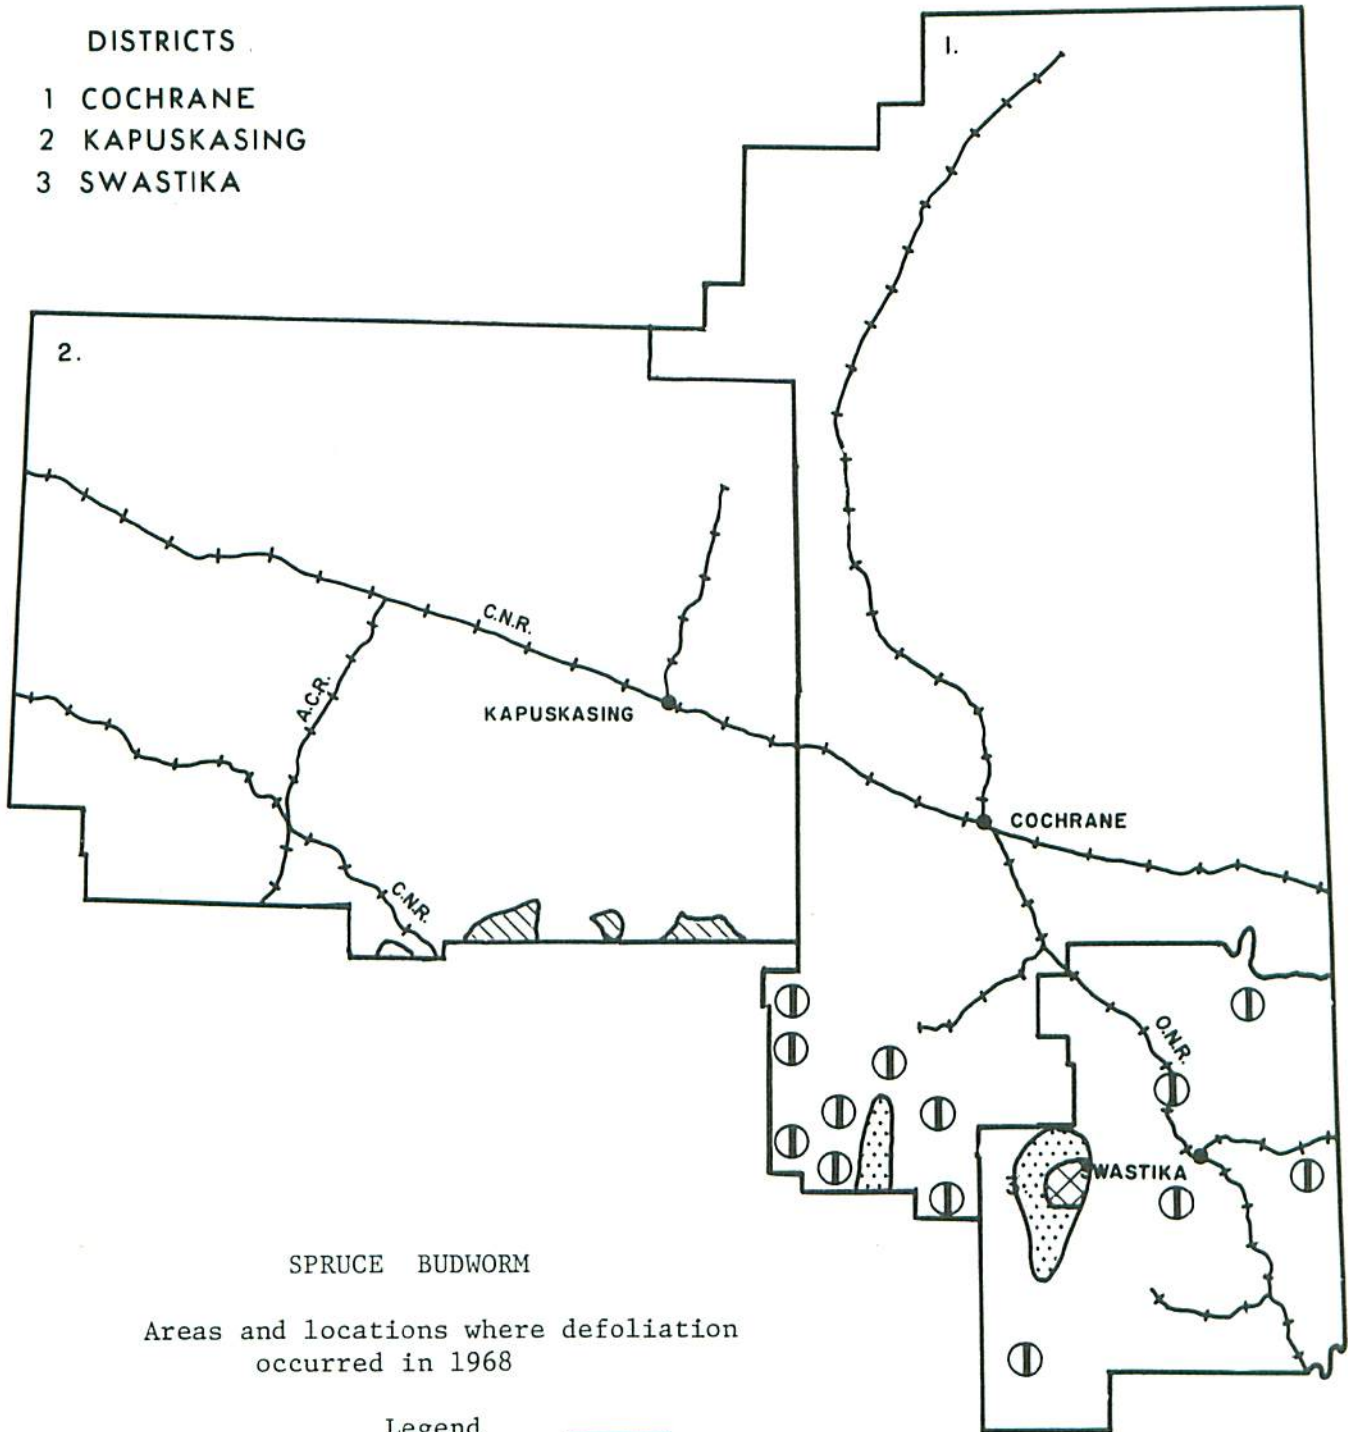 DISTRICTS
1 COCHRANE
2 KAPUSKASING
3 SWASTIKA
1.
2.
C.N.R.
A.C.R.
KAPUSKASING
COCHRANE
C.N.R.
O.N.R.
SWASTIKA
3
SPRUCE BUDWORM
Areas and locations where defoliation
occurred in 1968
Legend